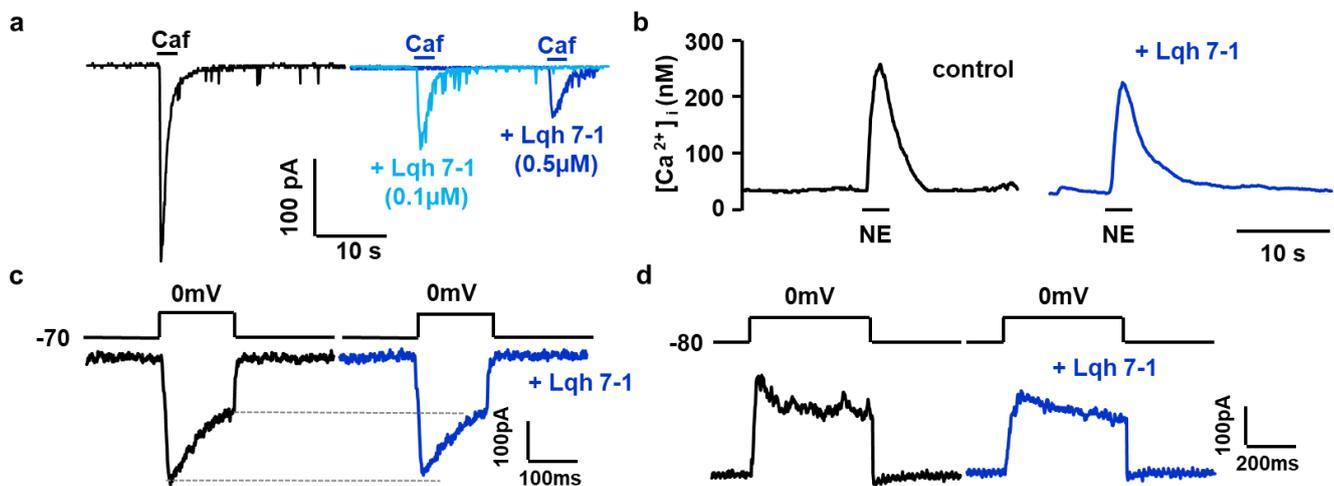 a
Caf
Caf
Caf
+ Lqh 7-1
(0.5µM)
+ Lqh 7-1
(0.1µM)
100 pA
10 s
b
300
200
100
0
[Ca²⁺]ᵢ (nM)
control
+ Lqh 7-1
NE
NE
10 s
c
0mV
0mV
-70
+ Lqh 7-1
100pA
100ms
d
0mV
0mV
-80
+ Lqh 7-1
100pA
200ms